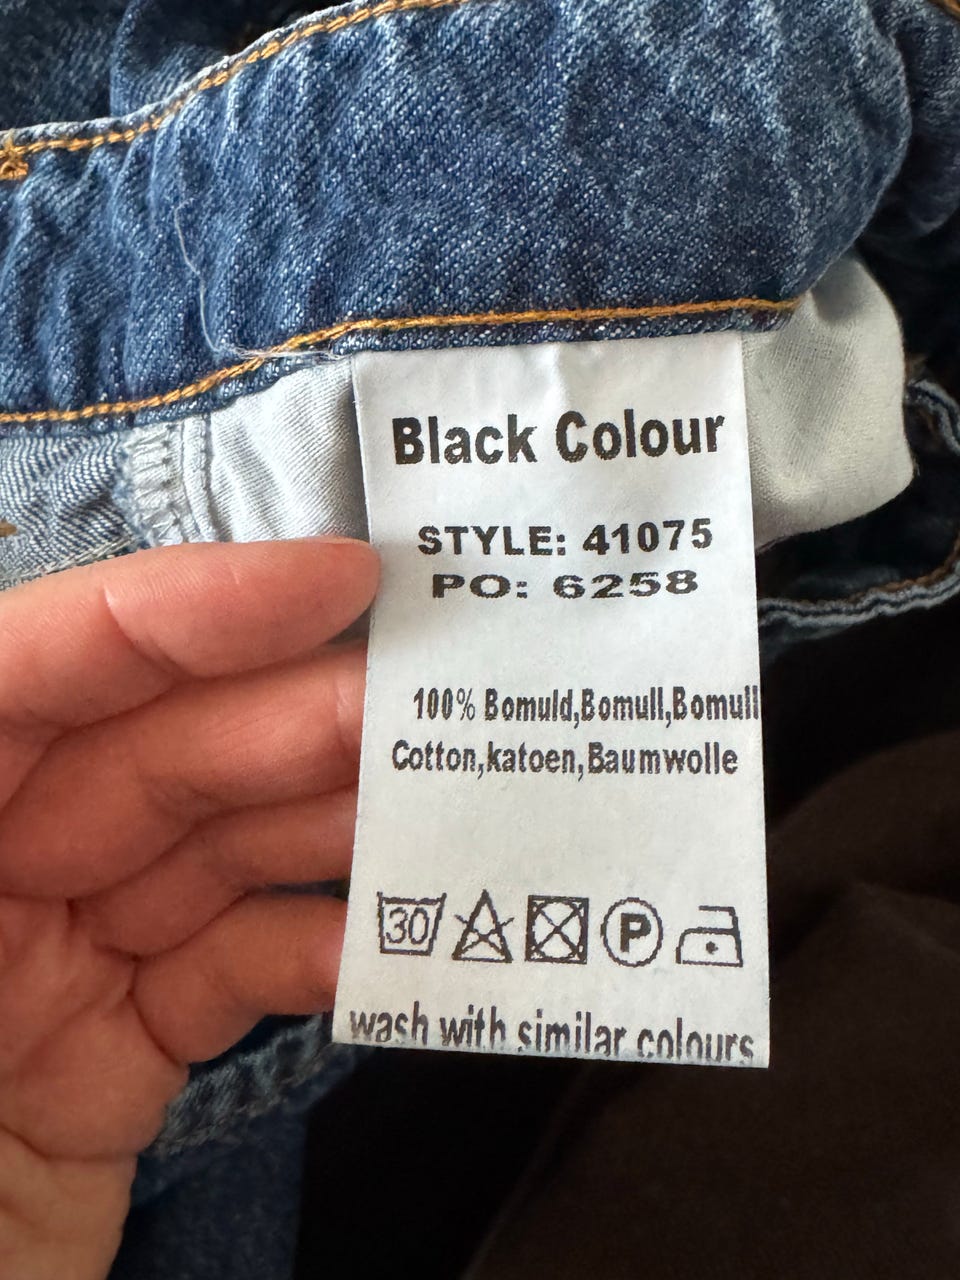 Black Colour
STYLE: 41075
PO: 6258
100% Bomuld,Bomull,Bomull
Cotton,katoen,Baumwolle
30
P
wash with similar colours